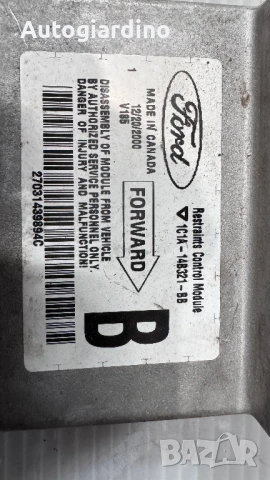 Autogiardino
Ford
1
MADE IN CANADA
12/20/2000
V185
DISASSEMBLY OF MODULE FROM VEHICLE
BY AUTHORIZED SERVICE PERSONNEL ONLY.
DANGER OF INJURY AND MALFUNCTION!
27031439894C
FORWARD
Restraints Control Module
1C1A-14B321-BB
B
BAZAR